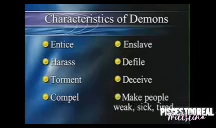 Characteristics of Demons
Entice
Harass
Torment
Compel
Enslave
Defile
Deceive
Make people
weak, sick, tired